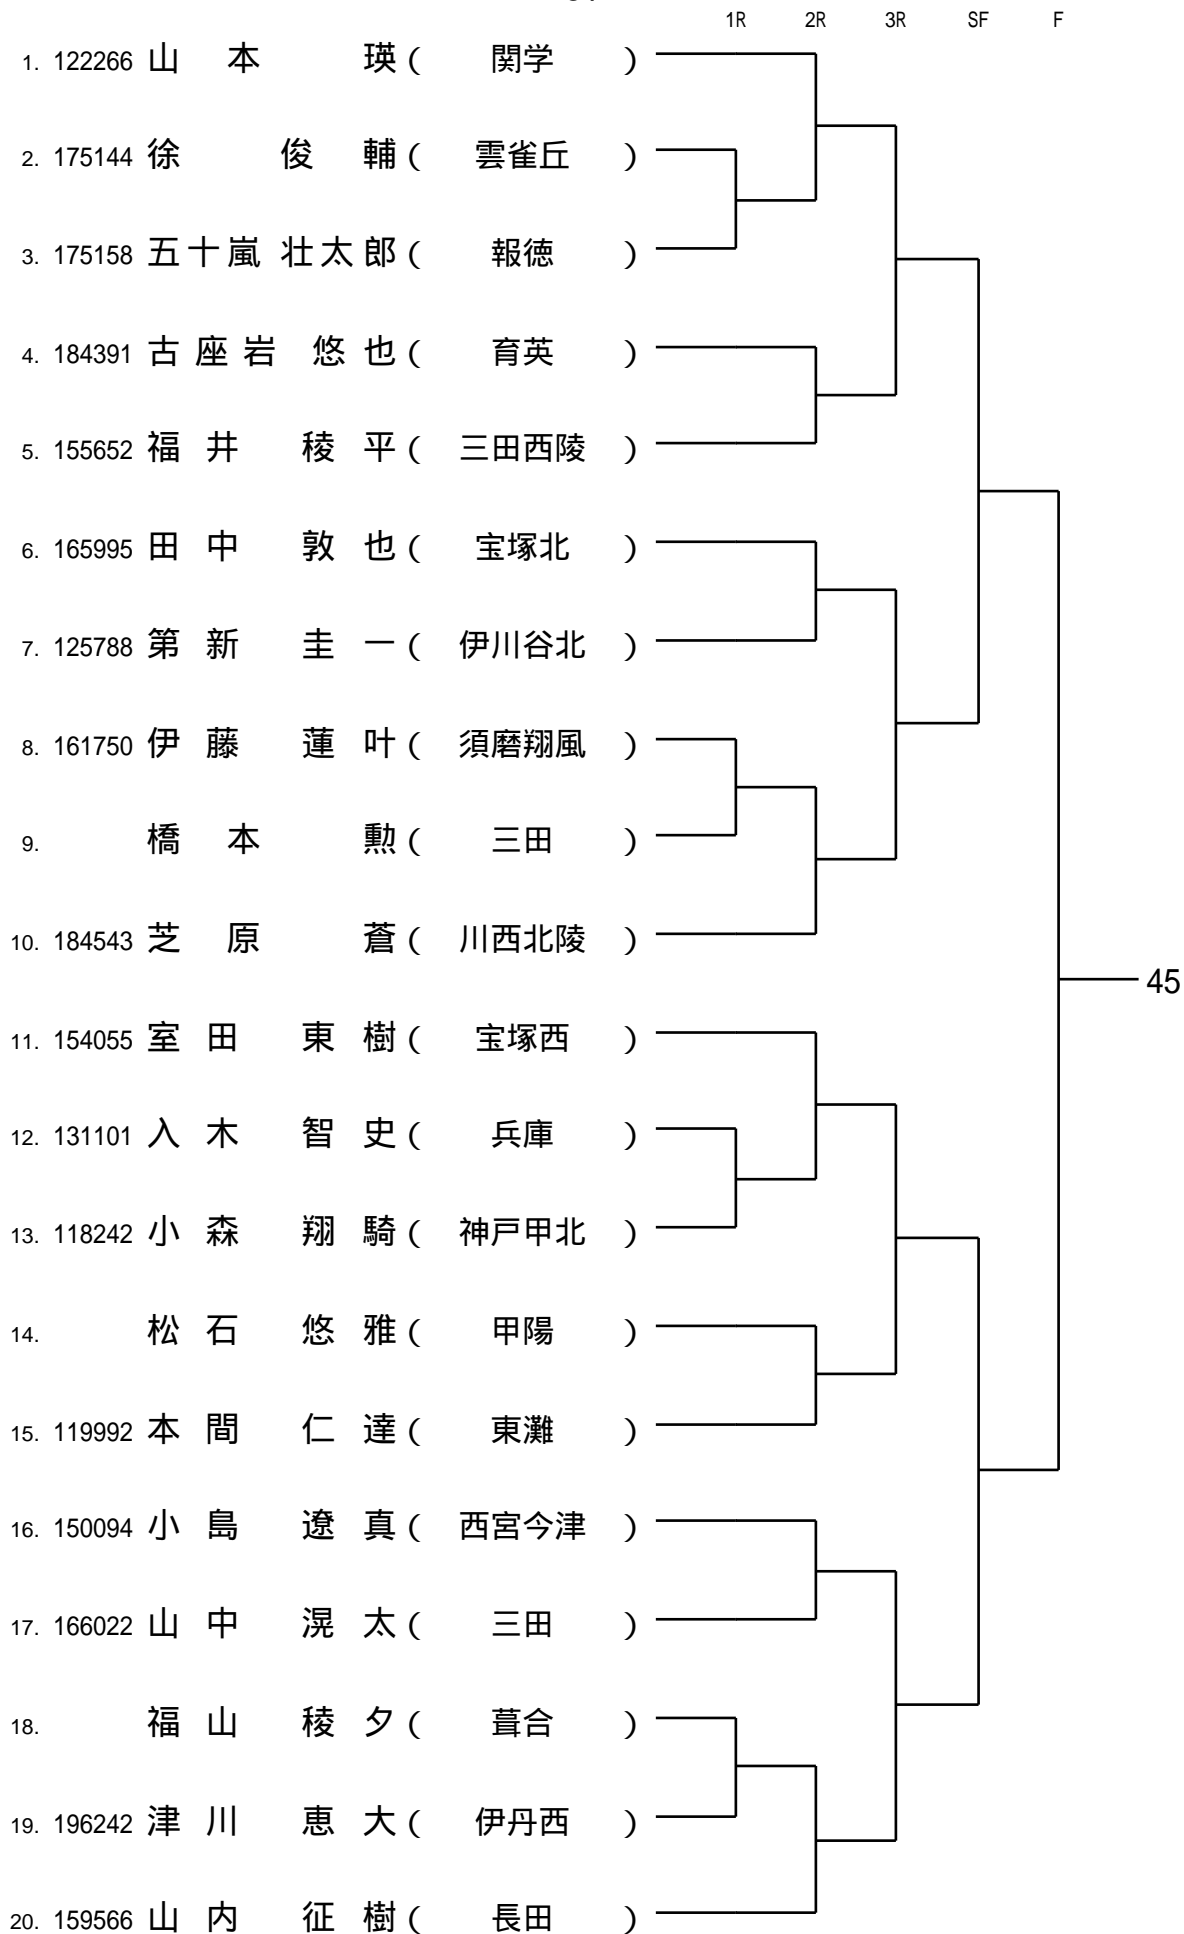 1R 2R 3R SF F
1. 122266 山本 瑛 ( 関学 )
2. 175144 徐 俊輔 ( 雲雀丘 )
3. 175158 五十嵐 壮太郎 ( 報徳 )
4. 184391 古座岩 悠也 ( 育英 )
5. 155652 福井 稜平 ( 三田西陵 )
6. 165995 田中 敦也 ( 宝塚北 )
7. 125788 第新 圭一 ( 伊川谷北 )
8. 161750 伊藤 蓮叶 ( 須磨翔風 )
9. 橋本 勲 ( 三田 )
10. 184543 芝原 蒼 ( 川西北陵 )
45
11. 154055 室田 東樹 ( 宝塚西 )
12. 131101 入木 智史 ( 兵庫 )
13. 118242 小森 翔騎 ( 神戸甲北 )
14. 松石 悠雅 ( 甲陽 )
15. 119992 本間 仁達 ( 東灘 )
16. 150094 小島 遼真 ( 西宮今津 )
17. 166022 山中 滉太 ( 三田 )
18. 福山 稜夕 ( 葺合 )
19. 196242 津川 恵大 ( 伊丹西 )
20. 159566 山内 征樹 ( 長田 )